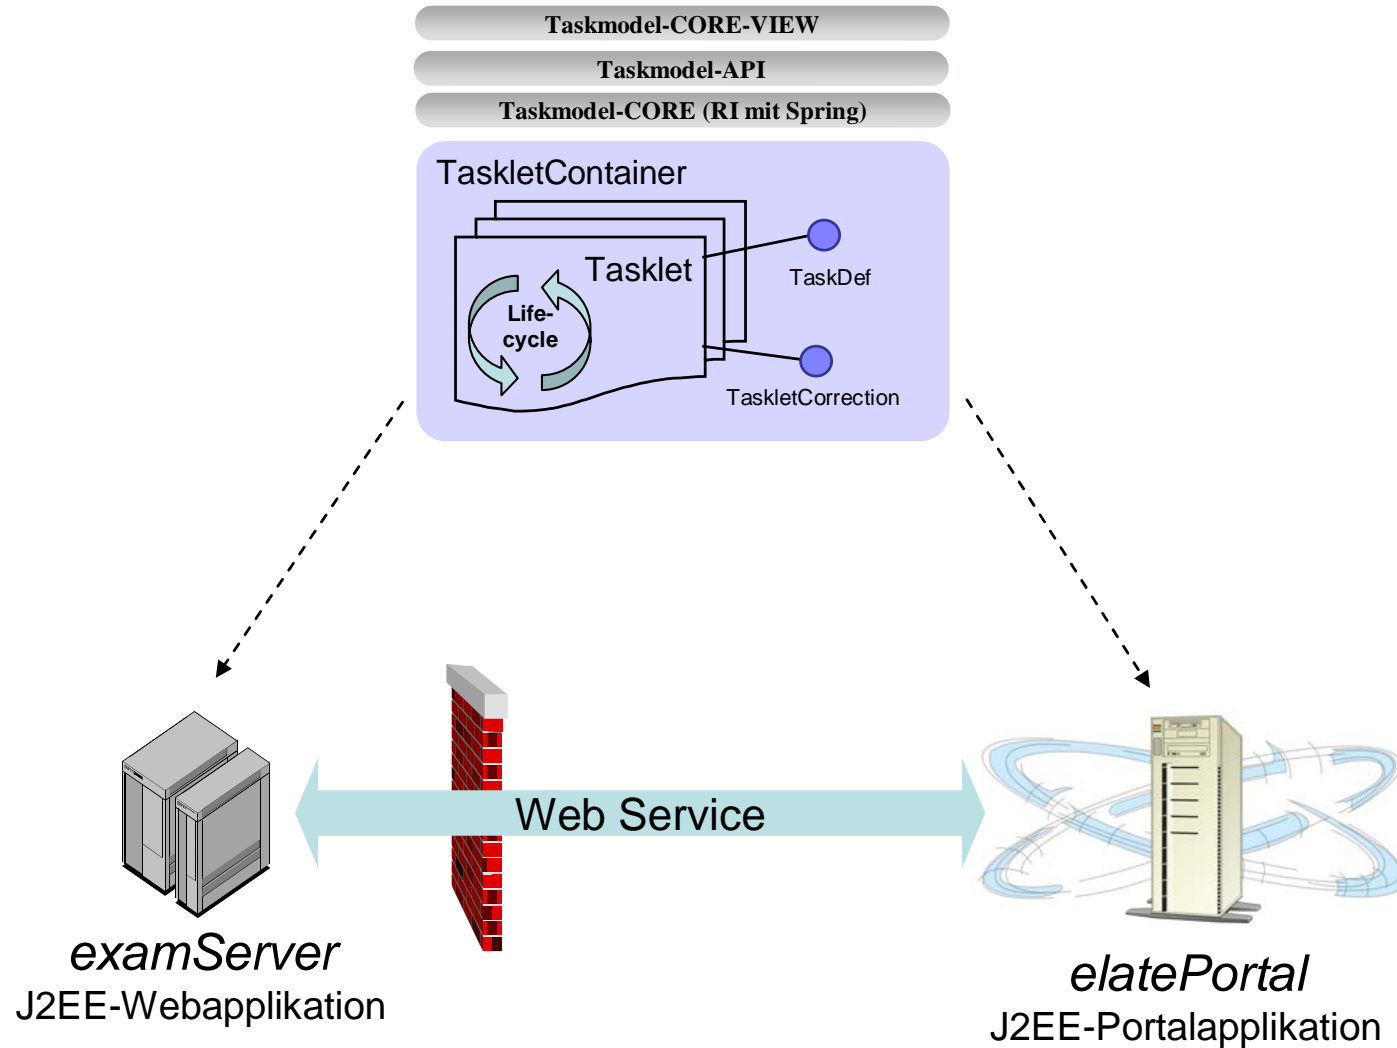 Taskmodel-CORE-VIEW
Taskmodel-API
Taskmodel-CORE (RI mit Spring)
TaskletContainer
Tasklet
TaskDef
Life-
cycle
TaskletCorrection
Web Service
examServer
J2EE-Webapplikation
elatePortal
J2EE-Portalapplikation